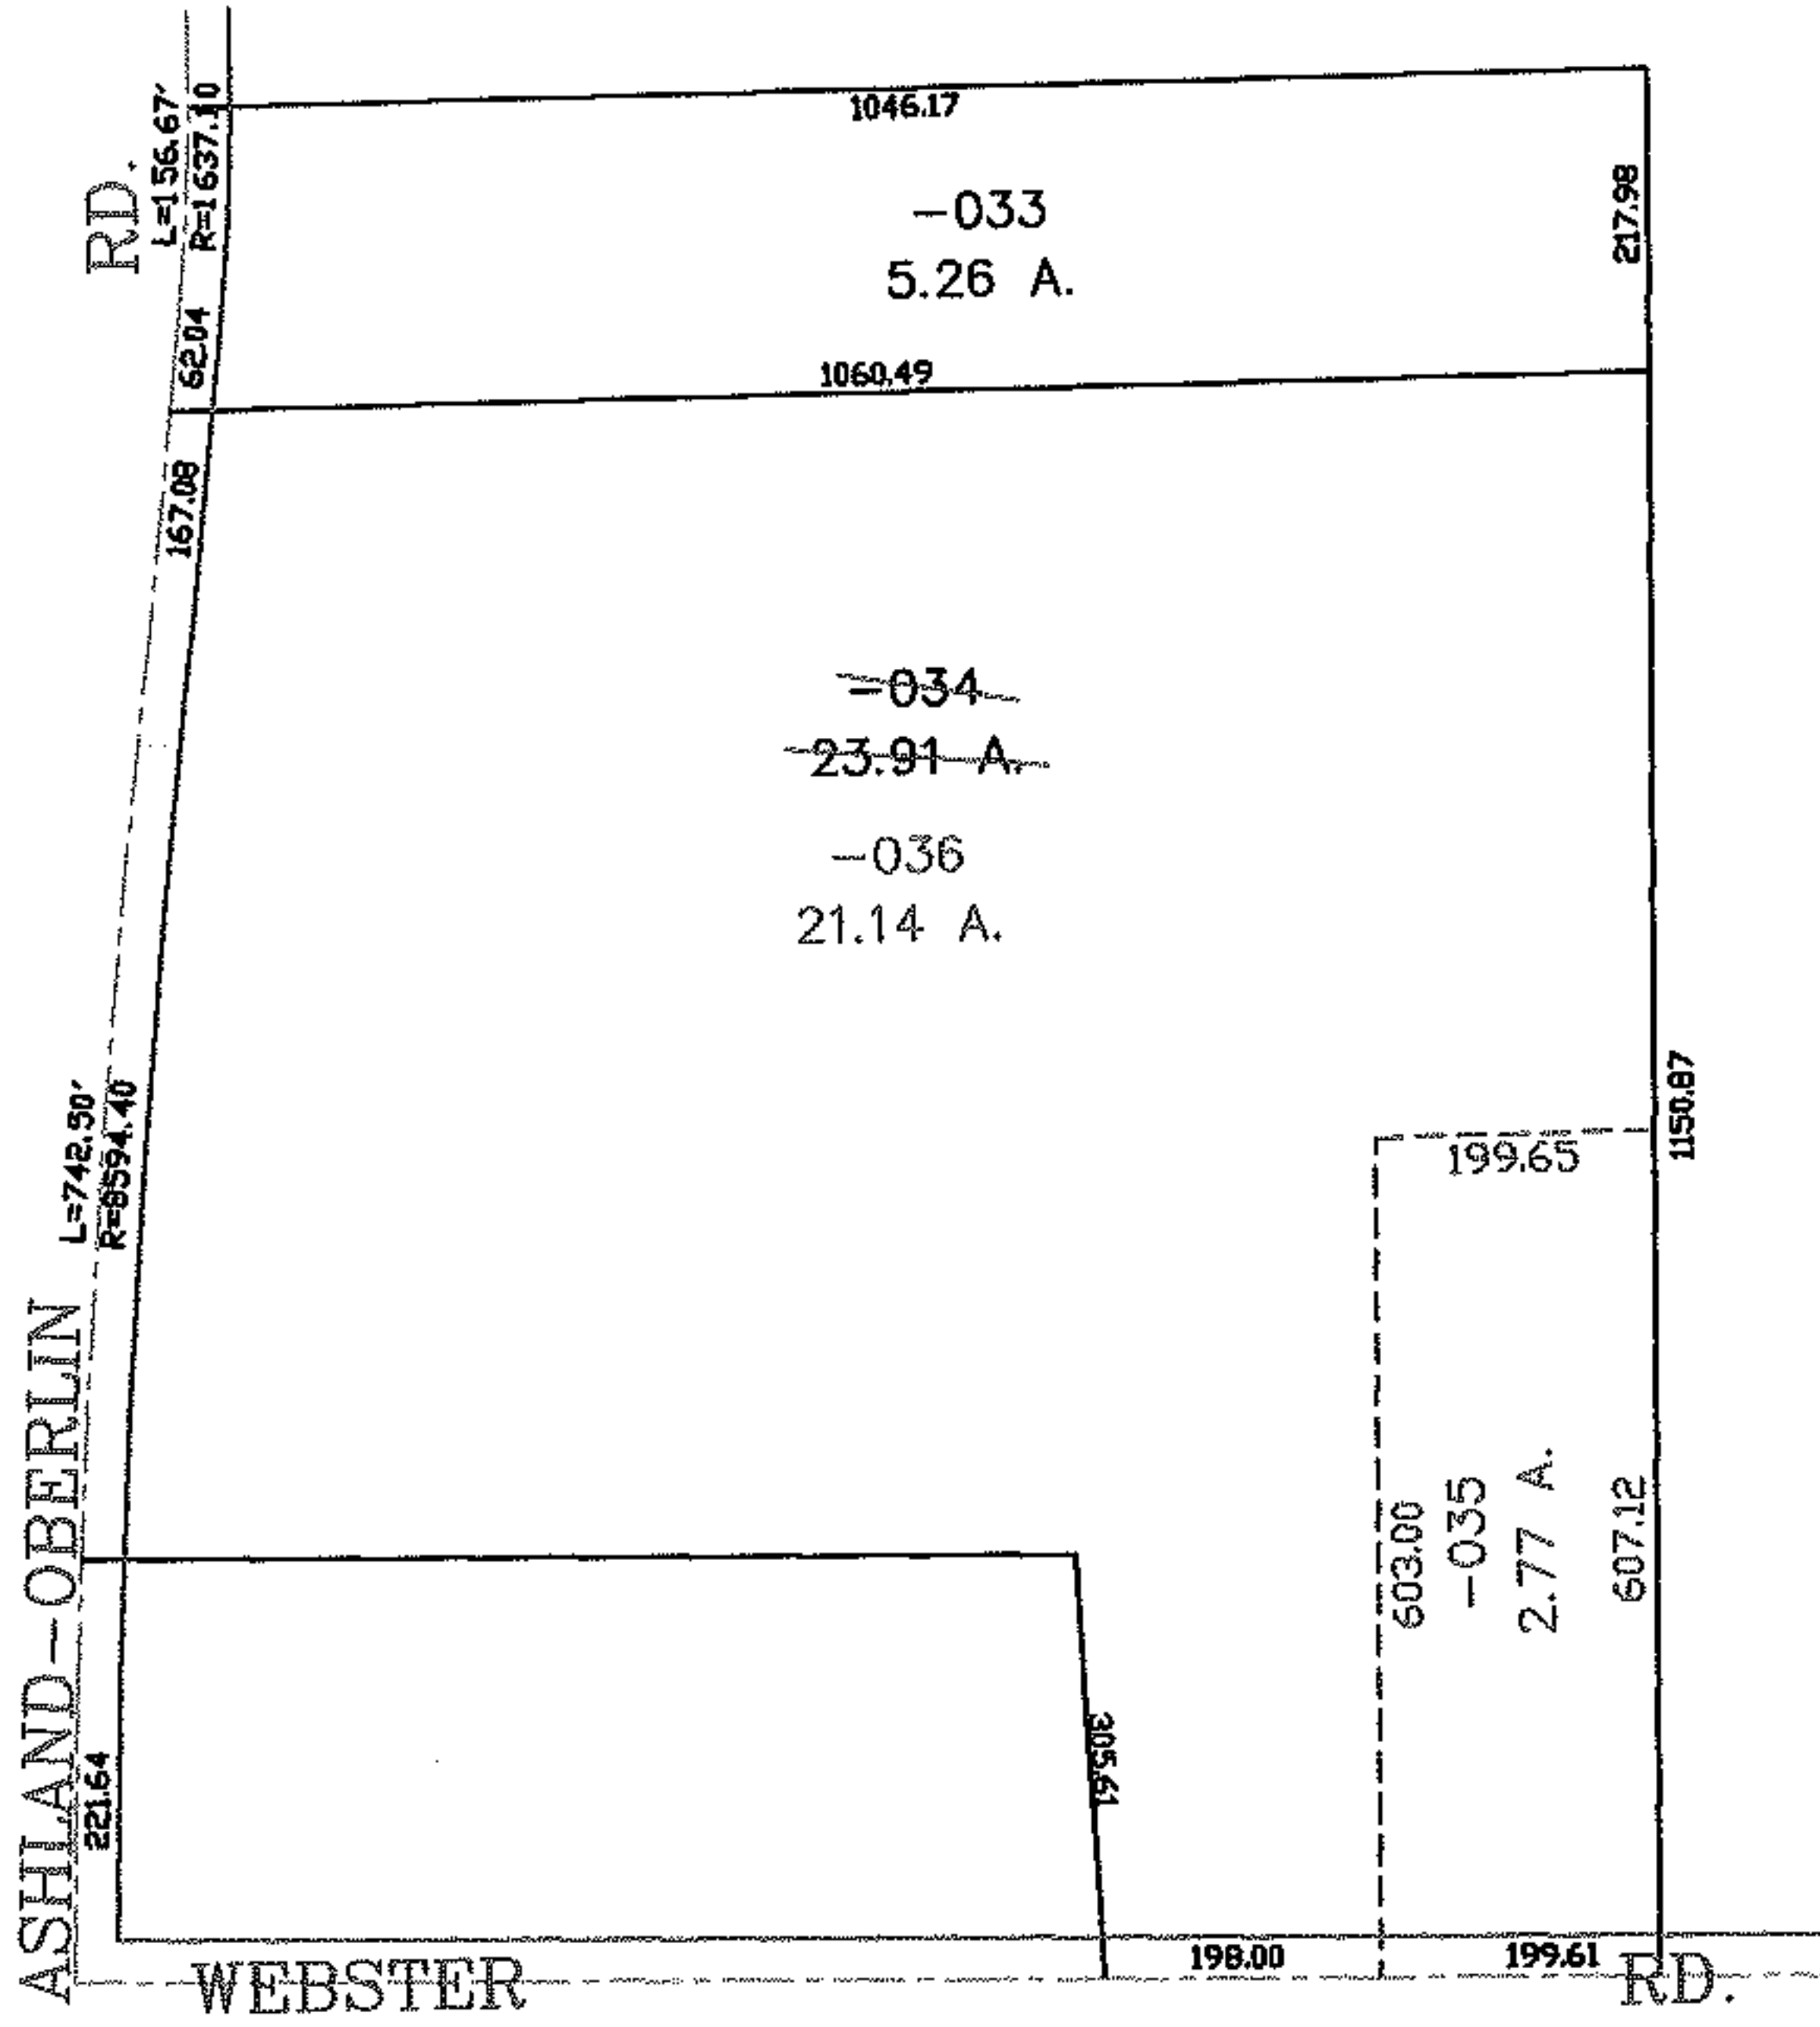 1046.17
L=156.67'
R=1637.10
RD.
-033
5.26 A.
217.98
62.04
1060.49
167.08
-034
23.91 A.
-036
21.14 A.
L=742.50'
R=8594.40
199.65
1150.87
ASHLAND-OBERLIN
603.00
-035
2.77 A.
607.12
305.61
221.64
198.00
199.61
WEBSTER
RD.